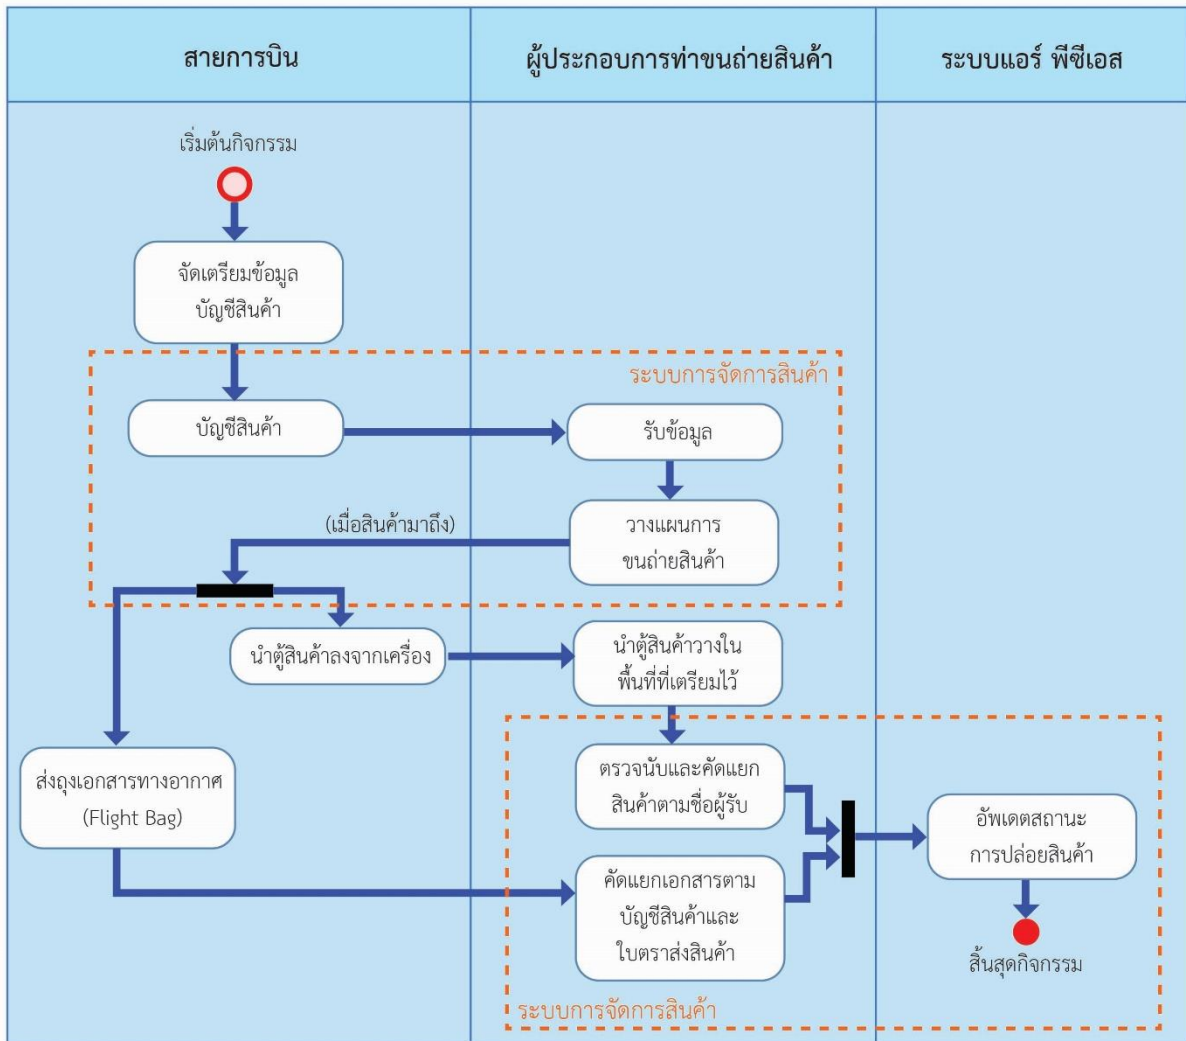 สายการบิน
ผู้ประกอบการท่าขนถ่ายสินค้า
ระบบแอร์ พีซีเอส
เริ่มต้นกิจกรรม
จัดเตรียมข้อมูล
บัญชีสินค้า
ระบบการจัดการสินค้า
บัญชีสินค้า
รับข้อมูล
วางแผนการ
ขนถ่ายสินค้า
(เมื่อสินค้ามาถึง)
นำตู้สินค้าลงจากเครื่อง
นำตู้สินค้าวางใน
พื้นที่ที่เตรียมไว้
ส่งถุงเอกสารทางอากาศ
(Flight Bag)
ตรวจนับและคัดแยก
สินค้าตามชื่อผู้รับ
คัดแยกเอกสารตาม
บัญชีสินค้าและ
ใบตราส่งสินค้า
อัพเดตสถานะ
การปล่อยสินค้า
สิ้นสุดกิจกรรม
ระบบการจัดการสินค้า